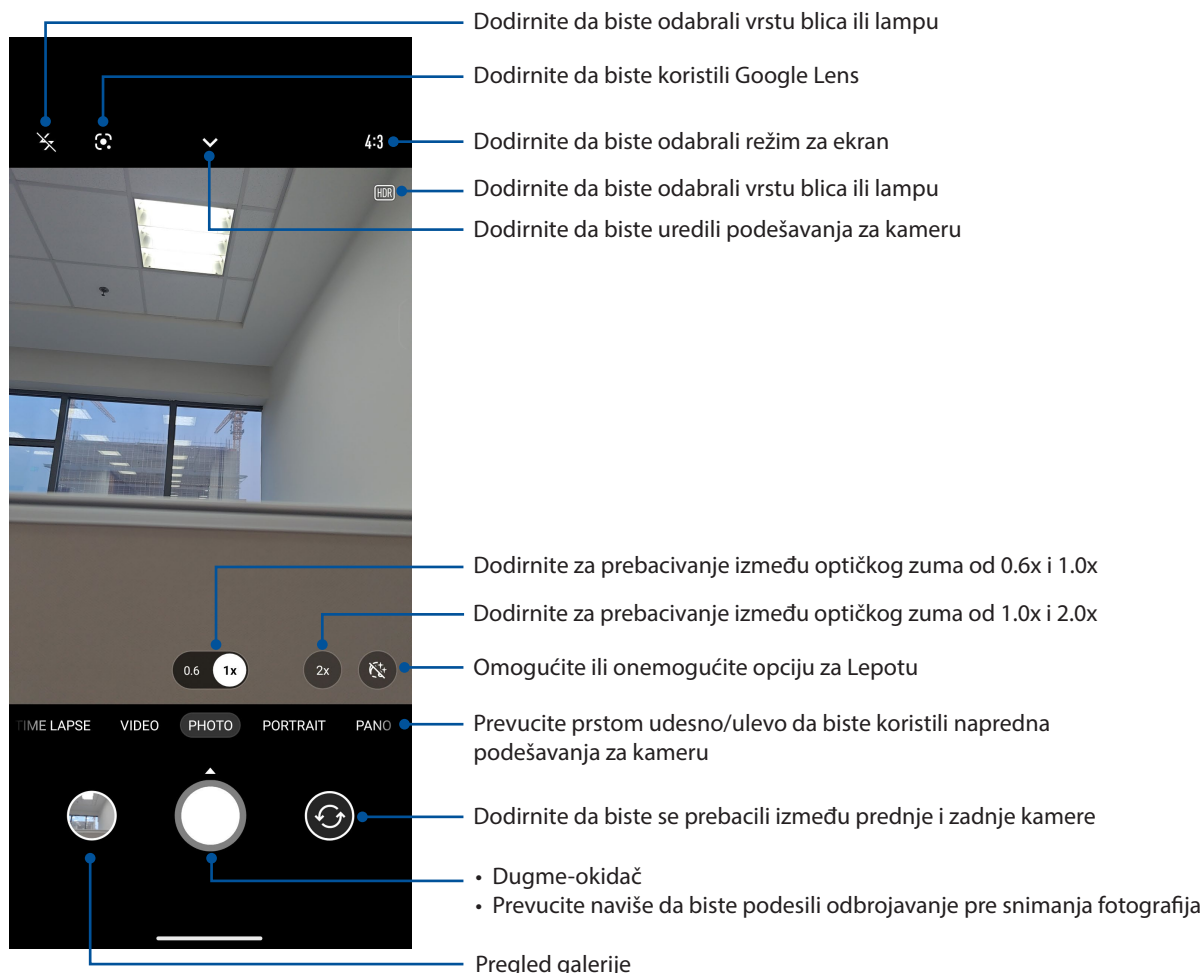 Dodirnite da biste odabrali vrstu blica ili lampu
Dodirnite da biste koristili Google Lens
4:3
Dodirnite da biste odabrali režim za ekran
HDR
Dodirnite da biste odabrali vrstu blica ili lampu
Dodirnite da biste uredili podešavanja za kameru
Dodirnite za prebacivanje između optičkog zuma od 0.6x i 1.0x
Dodirnite za prebacivanje između optičkog zuma od 1.0x i 2.0x
0.6 1x 2x
Omogućite ili onemogućite opciju za Lepotu
TIME LAPSE VIDEO PHOTO PORTRAIT PANO
Prevucite prstom udesno/ulevo da biste koristili napredna
podešavanja za kameru
Dodirnite da biste se prebacili između prednje i zadnje kamere
• Dugme-okidač
• Prevucite naviše da biste podesili odbrojavanje pre snimanja fotografija
Pregled galerije